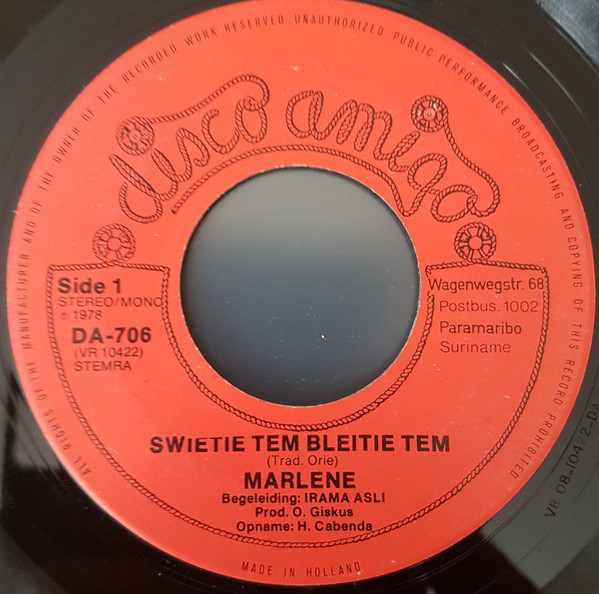 ALL RIGHTS OF THE MANUFACTURER AND OF THE OWNER OF THE RECORDED WORK RESERVED UNAUTHORIZED PUBLIC PERFORMANCE BROADCASTING AND COPYING OF THIS RECORD PROHIBITED
disco amigo
Side 1
STEREO/MONO
℗ 1978
DA-706
(VR 10422)
STEMRA
Wagenwegstr. 68
Postbus. 1002
Paramaribo
Suriname
SWIETIE TEM BLEITIE TEM
(Trad. Orie)
MARLENE
Begeleiding: IRAMA ASLI
Prod. O. Giskus
Opname: H. Cabenda
MADE IN HOLLAND